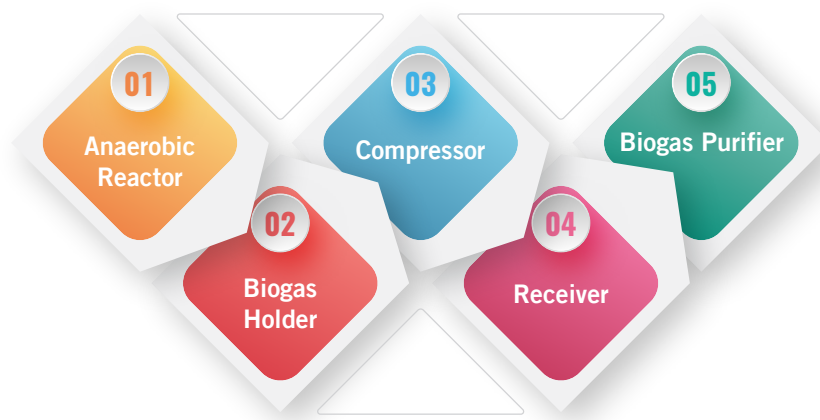 01
Anaerobic
Reactor
02
Biogas
Holder
03
Compressor
04
Receiver
05
Biogas Purifier